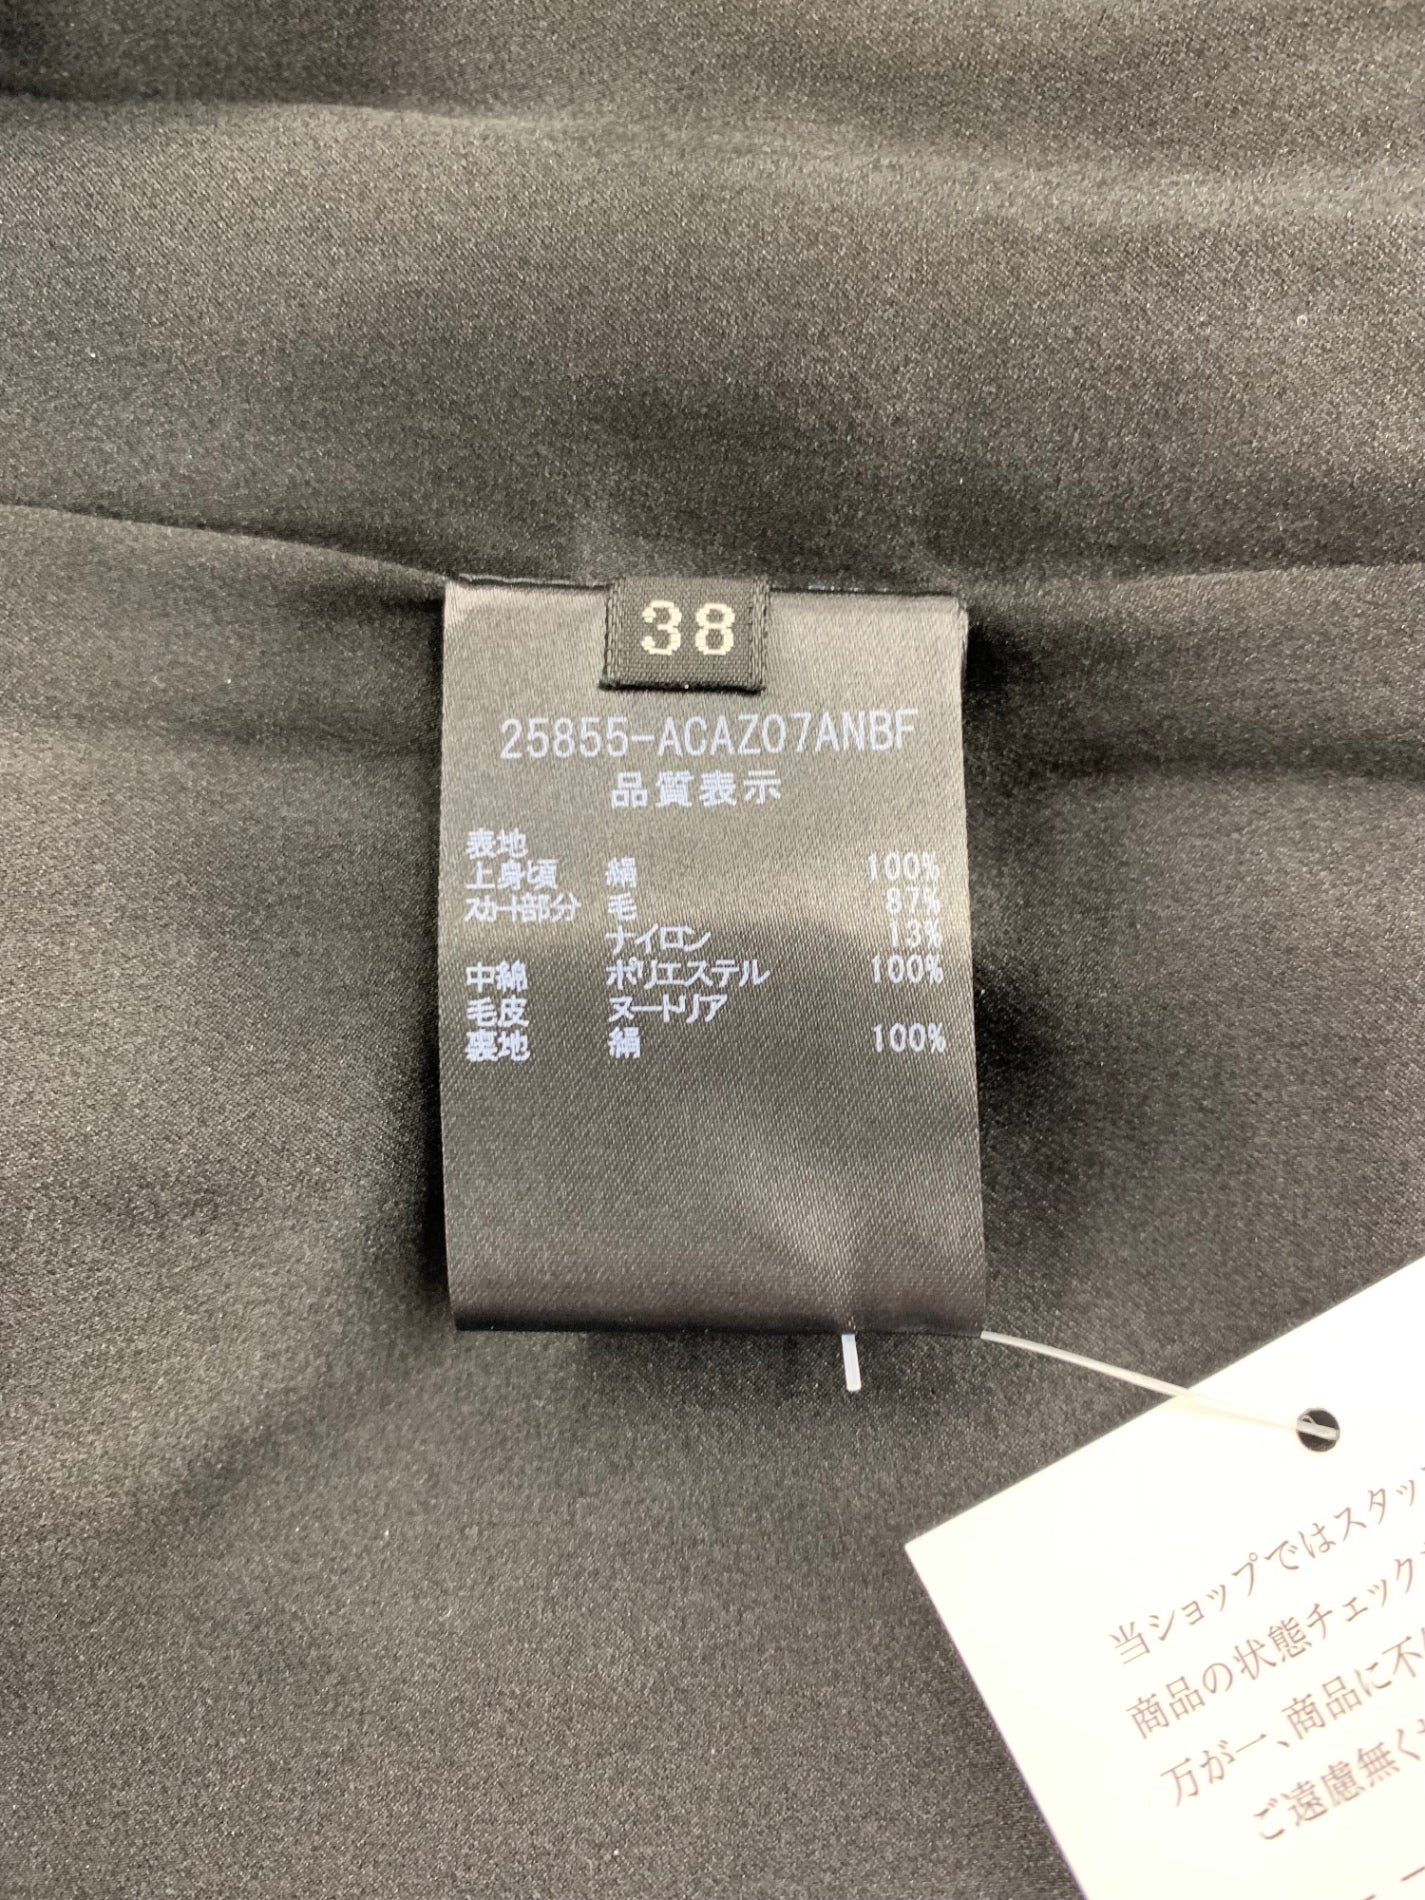 38
25855-ACAZ07ANBF
品質表示
表地
上身頃 絹 100%
ｽｶｰﾄ部分 毛 87%
ナイロン 13%
中綿 ポリエステル 100%
毛皮 ヌートリア
裏地 絹 100%
当ショップではスタッ
商品の状態チェック
万が一、商品に不
ご遠慮無く